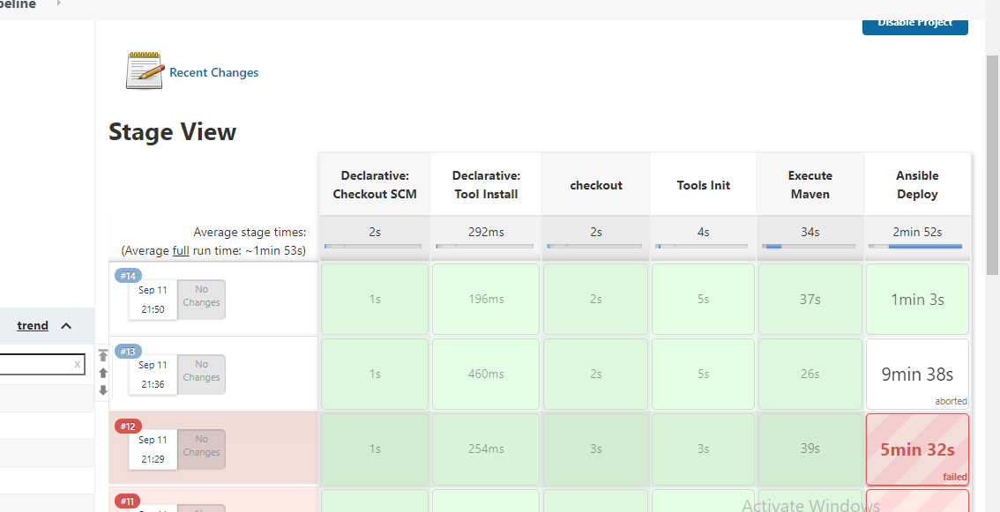 peline
Disable Project
Recent Changes
Stage View
Declarative:
Checkout SCM
Declarative:
Tool Install
checkout
Tools Init
Execute
Maven
Ansible
Deploy
Average stage times:
(Average full run time: ~1min 53s)
2s
292ms
2s
4s
34s
2min 52s
#14
Sep 11
21:50
No
Changes
1s
196ms
2s
5s
37s
1min 3s
trend
x
#13
Sep 11
21:36
No
Changes
1s
460ms
2s
5s
26s
9min 38s
aborted
#12
Sep 11
21:29
No
Changes
1s
254ms
3s
3s
39s
5min 32s
failed
#11
Activate Windows